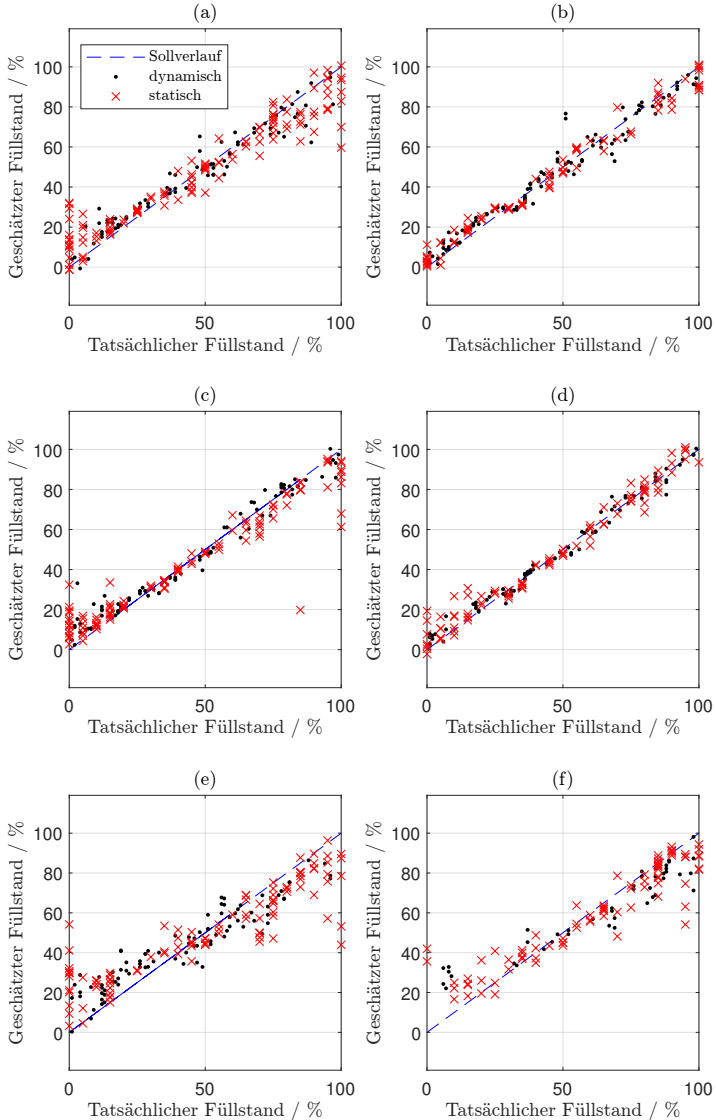 (a)
Geschätzter Füllstand / %
100
80
60
40
20
0
Sollverlauf
dynamisch
statisch
0 50 100
Tatsächlicher Füllstand / %
(b)
Geschätzter Füllstand / %
100
80
60
40
20
0
0 50 100
Tatsächlicher Füllstand / %
(c)
Geschätzter Füllstand / %
100
80
60
40
20
0
0 50 100
Tatsächlicher Füllstand / %
(d)
Geschätzter Füllstand / %
100
80
60
40
20
0
0 50 100
Tatsächlicher Füllstand / %
(e)
Geschätzter Füllstand / %
100
80
60
40
20
0
0 50 100
Tatsächlicher Füllstand / %
(f)
Geschätzter Füllstand / %
100
80
60
40
20
0
0 50 100
Tatsächlicher Füllstand / %